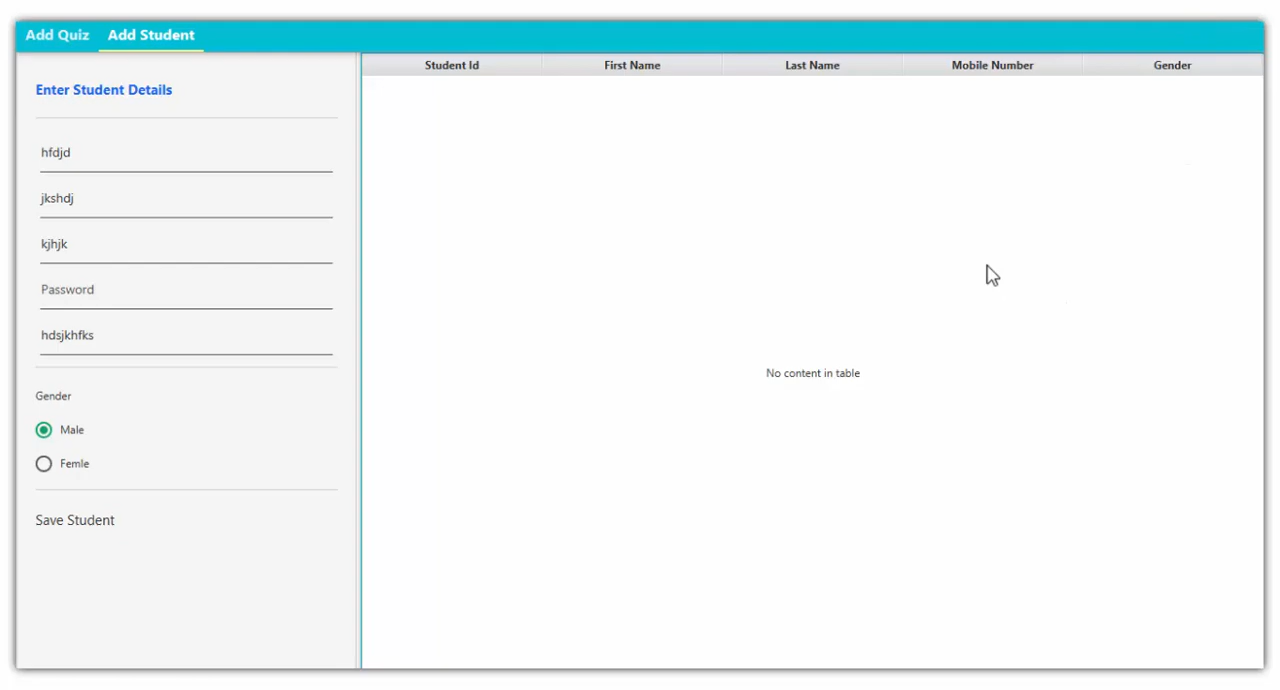 Add Quiz Add Student
Enter Student Details
hfdjd
jkshdj
kjhjk
Password
hdsjkhfks
Gender
Male
Femle
Save Student
Student Id First Name Last Name Mobile Number Gender
No content in table